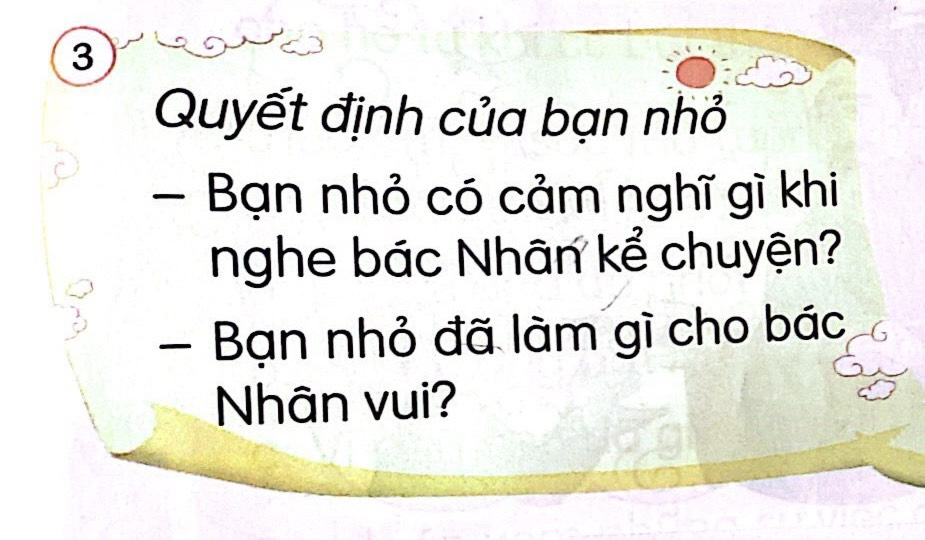 3
Quyết định của bạn nhỏ
– Bạn nhỏ có cảm nghĩ gì khi
nghe bác Nhân kể chuyện?
– Bạn nhỏ đã làm gì cho bác
Nhân vui?